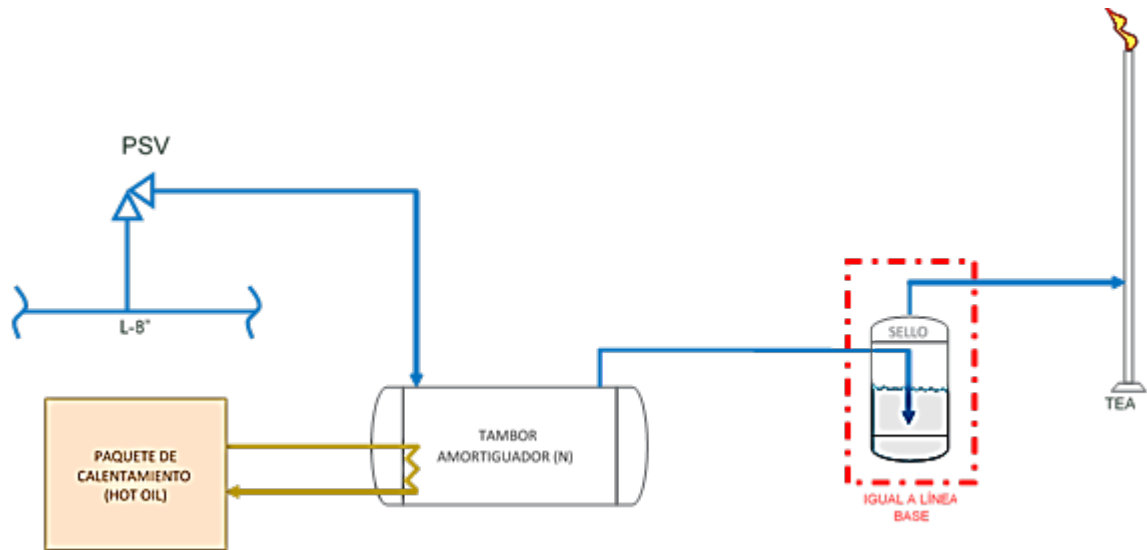 PSV
L-8"
SELLO
TEA
TAMBOR
AMORTIGUADOR (N)
PAQUETE DE
CALENTAMIENTO
(HOT OIL)
IGUAL A LÍNEA
BASE